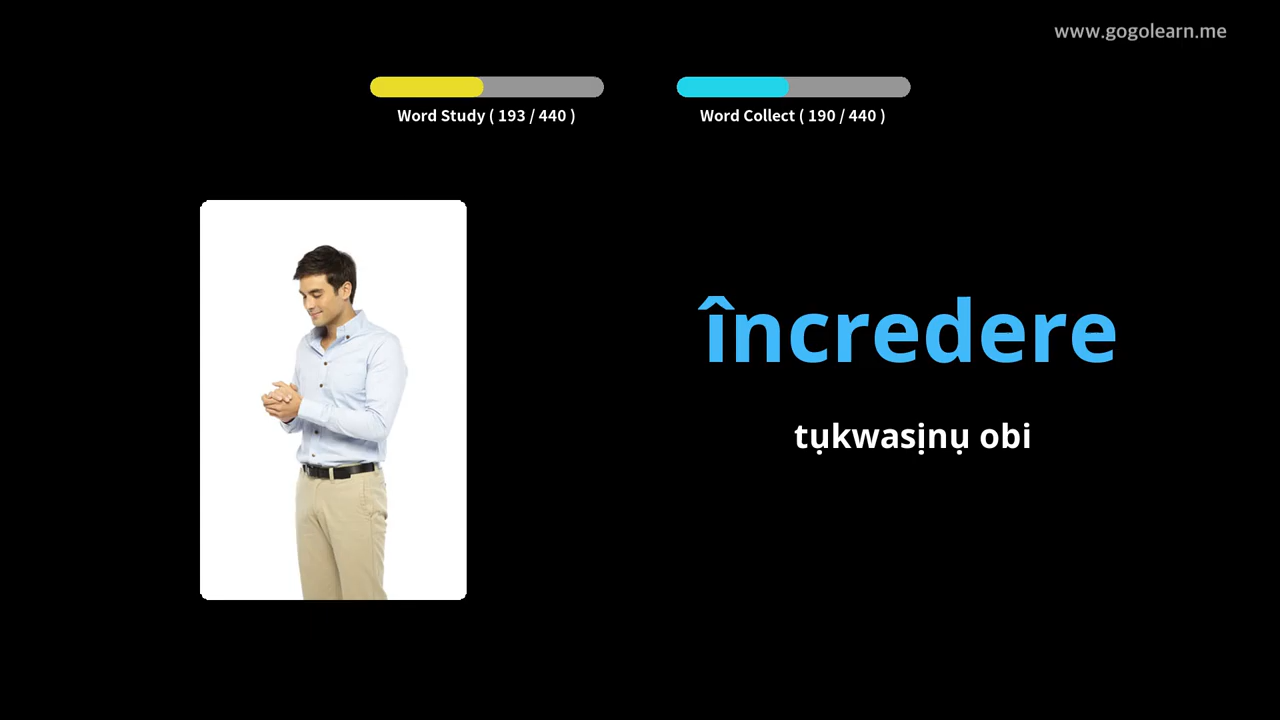 www.gogolearn.me
Word Study ( 193 / 440 )
Word Collect ( 190 / 440 )
încredere
tụkwasịnụ obi